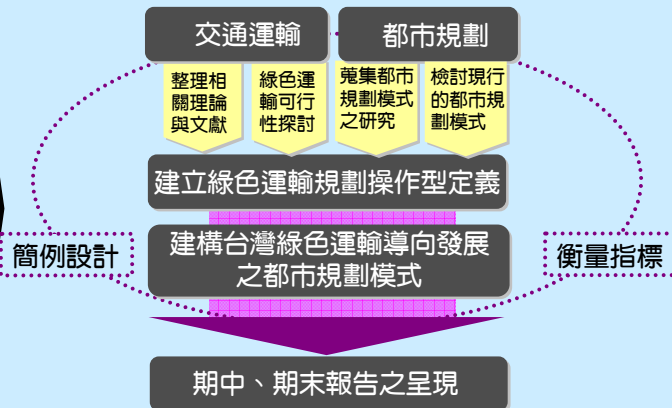 交通運輸
都市規劃
整理相
關理論
與文獻
綠色運
輸可行
性探討
蒐集都市
規劃模式
之研究
檢討現行
的都市規
劃模式
建立綠色運輸規劃操作型定義
簡例設計
建構台灣綠色運輸導向發展
之都市規劃模式
衡量指標
期中、期末報告之呈現